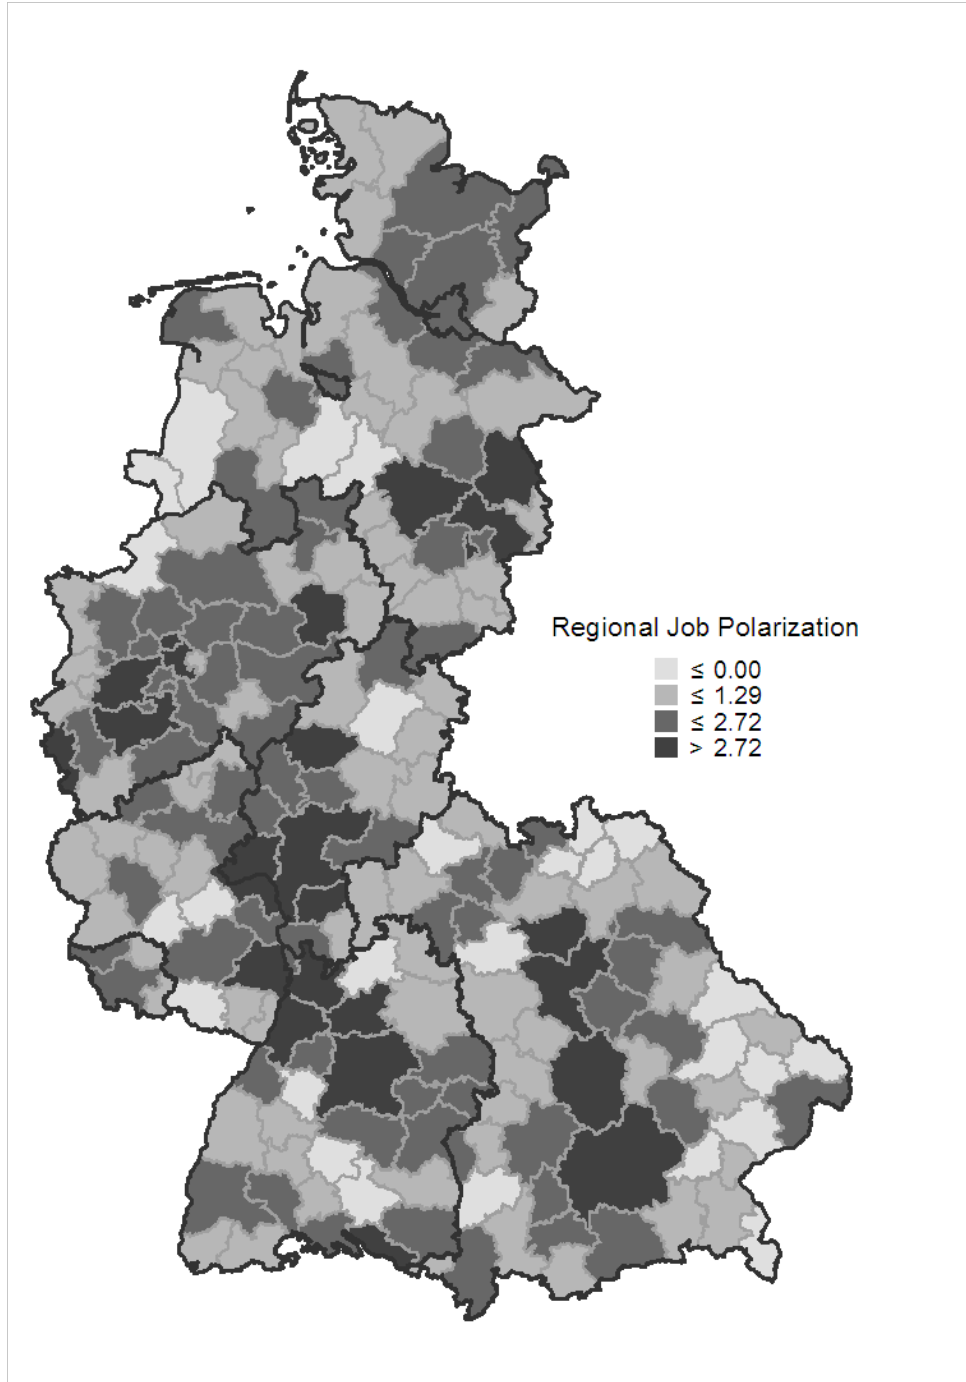 Regional Job Polarization
≤ 0.00
≤ 1.29
≤ 2.72
> 2.72